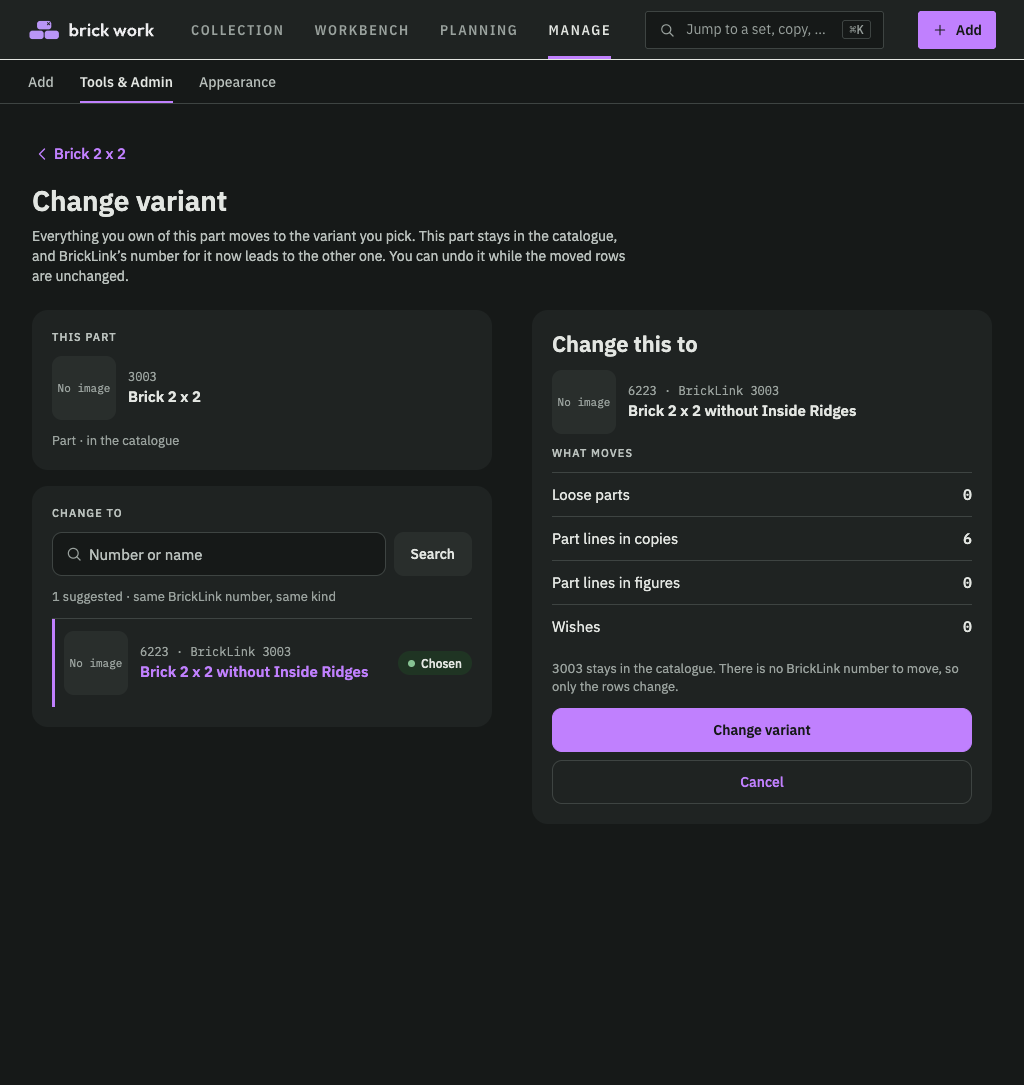 brick work
COLLECTION
WORKBENCH
PLANNING
MANAGE
Jump to a set, copy, ...
⌘K
+ Add
Add
Tools & Admin
Appearance
Brick 2 x 2
Change variant
Everything you own of this part moves to the variant you pick. This part stays in the catalogue,
and BrickLink’s number for it now leads to the other one. You can undo it while the moved rows
are unchanged.
THIS PART
No image
3003
Brick 2 x 2
Part · in the catalogue
CHANGE TO
Number or name
Search
1 suggested · same BrickLink number, same kind
No image
6223 · BrickLink 3003
Brick 2 x 2 without Inside Ridges
Chosen
Change this to
No image
6223 · BrickLink 3003
Brick 2 x 2 without Inside Ridges
WHAT MOVES
Loose parts 0
Part lines in copies 6
Part lines in figures 0
Wishes 0
3003 stays in the catalogue. There is no BrickLink number to move, so
only the rows change.
Change variant
Cancel